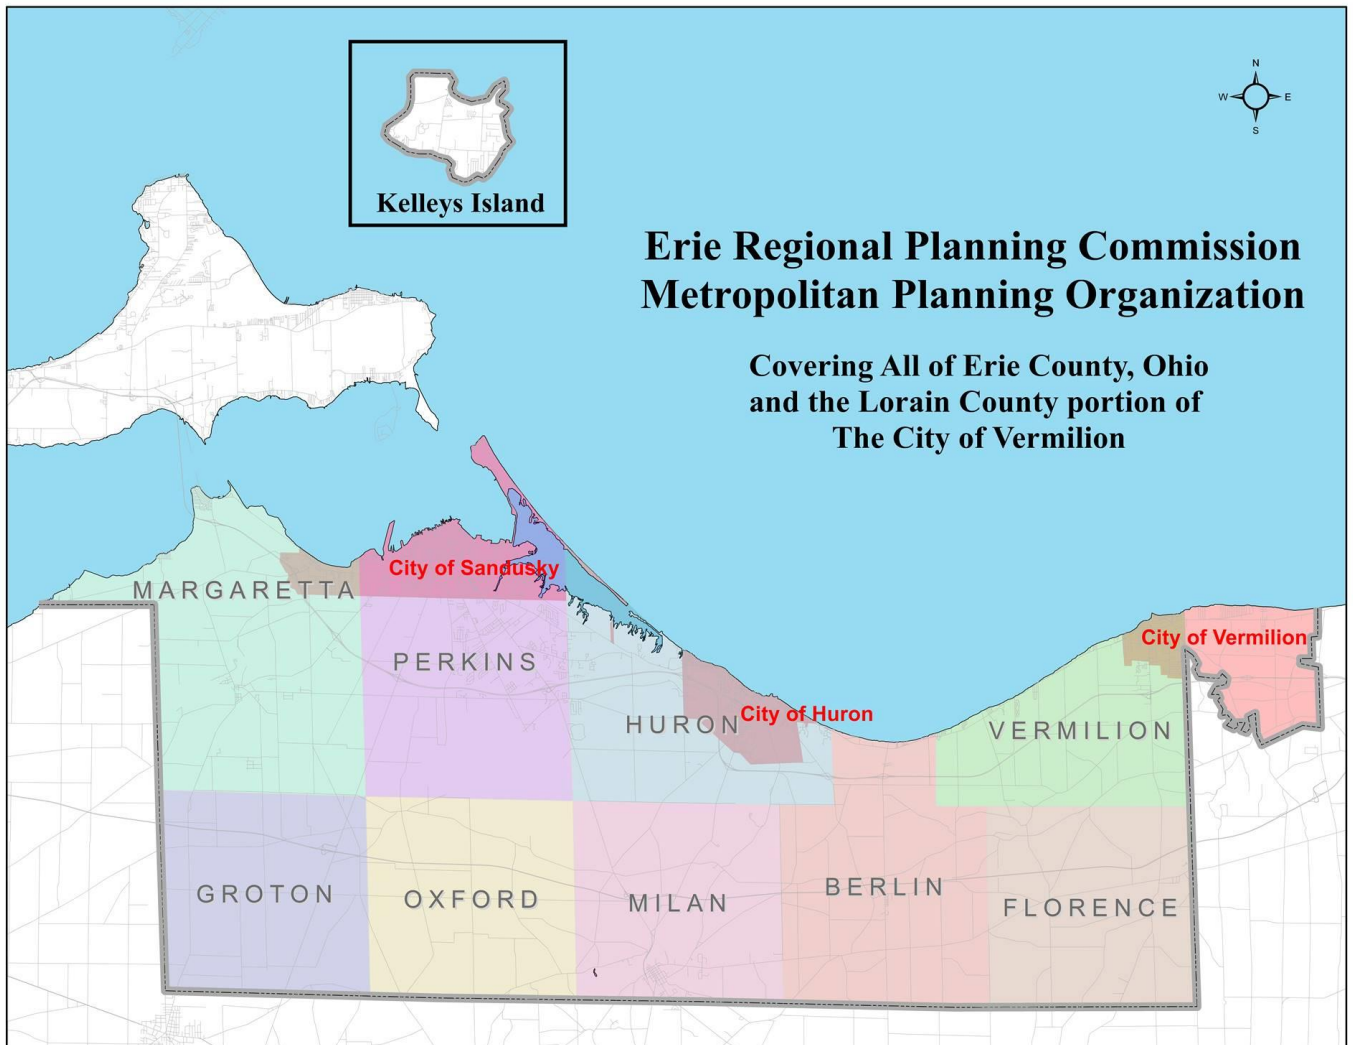 N
W E
S
Kelleys Island
Erie Regional Planning Commission
Metropolitan Planning Organization
Covering All of Erie County, Ohio
and the Lorain County portion of
The City of Vermilion
City of Sandusky
MARGARETTA
City of Vermilion
PERKINS
City of Huron
HURON
VERMILION
BERLIN
GROTON
OXFORD
MILAN
FLORENCE